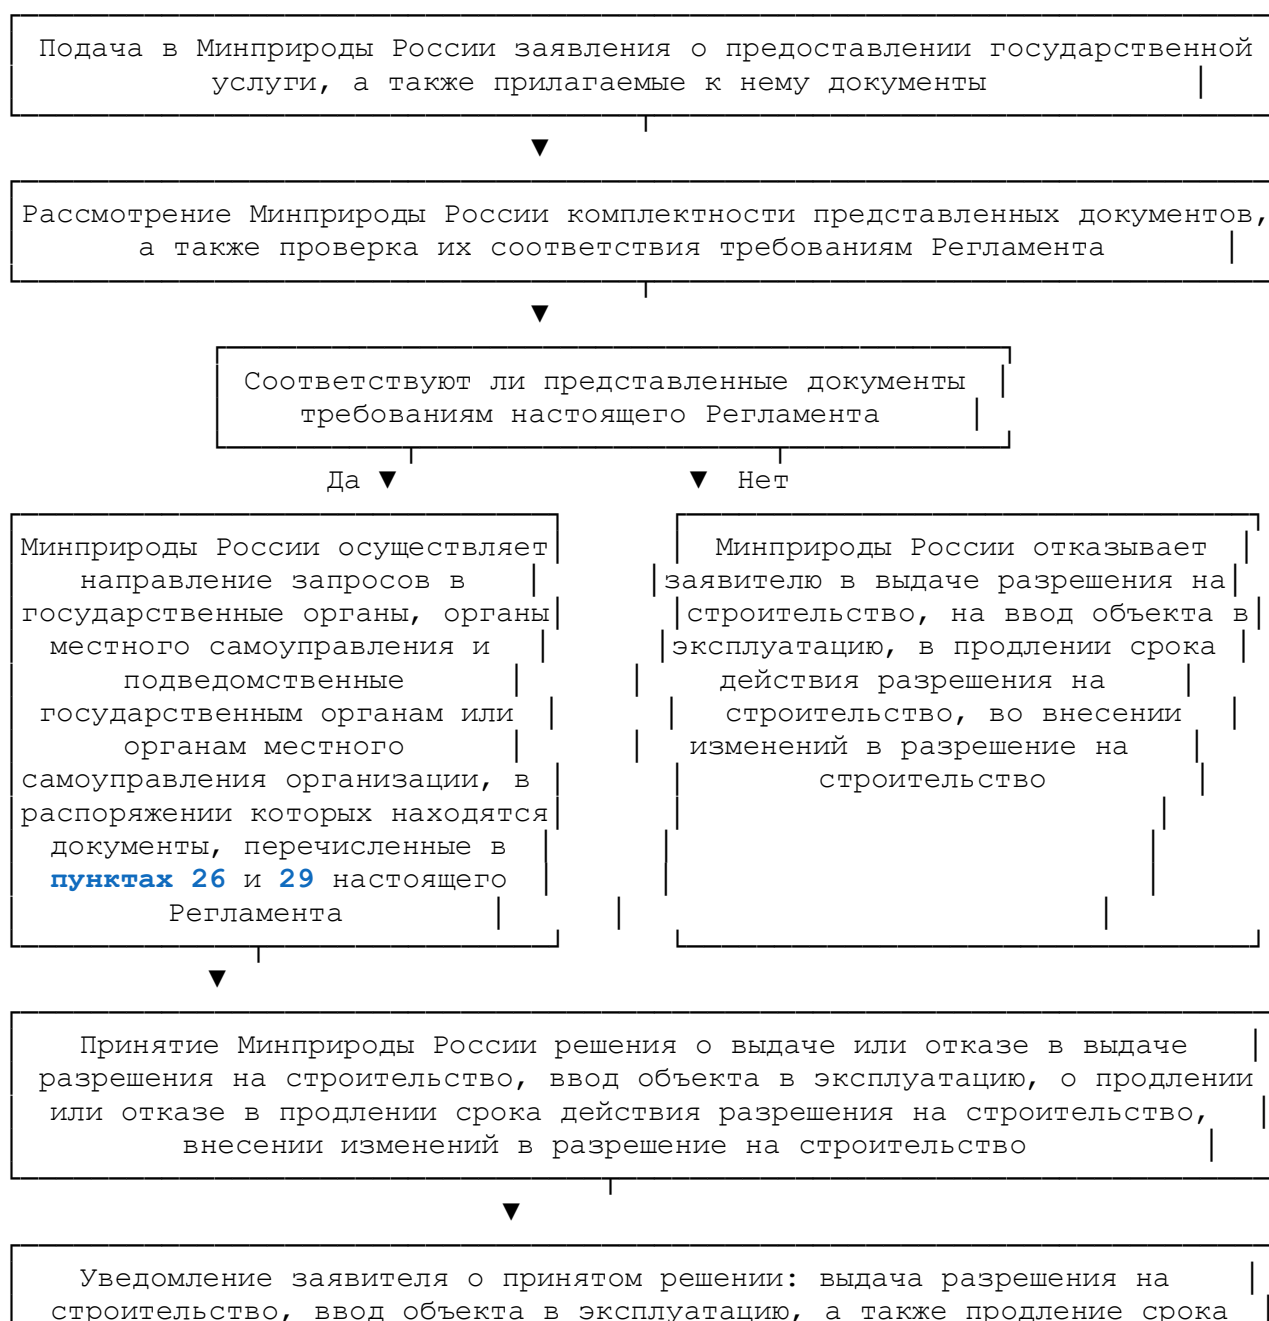 Подача в Минприроды России заявления о предоставлении государственной
услуги, а также прилагаемые к нему документы
▼
Рассмотрение Минприроды России комплектности представленных документов,
а также проверка их соответствия требованиям Регламента
▼
Соответствуют ли представленные документы
требованиям настоящего Регламента
Да ▼
▼ Нет
Минприроды России осуществляет
направление запросов в
государственные органы, органы
местного самоуправления и
подведомственные
государственным органам или
органам местного
самоуправления организации, в
распоряжении которых находятся
документы, перечисленные в
пунктах 26 и 29 настоящего
Регламента
Минприроды России отказывает
заявителю в выдаче разрешения на
строительство, на ввод объекта в
эксплуатацию, в продлении срока
действия разрешения на
строительство, во внесении
изменений в разрешение на
строительство
▼
Принятие Минприроды России решения о выдаче или отказе в выдаче
разрешения на строительство, ввод объекта в эксплуатацию, о продлении
или отказе в продлении срока действия разрешения на строительство,
внесении изменений в разрешение на строительство
▼
Уведомление заявителя о принятом решении: выдача разрешения на
строительство, ввод объекта в эксплуатацию, а также продление срока